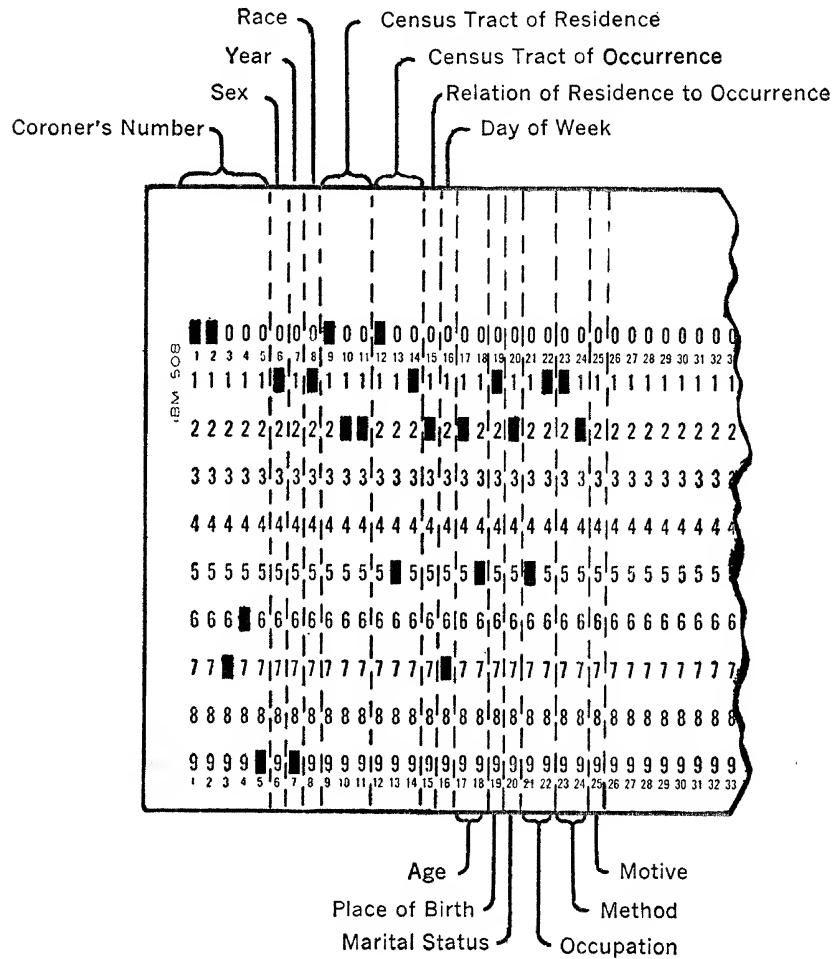 Race
Census Tract of Residence
Year
Census Tract of Occurrence
Sex
Relation of Residence to Occurrence
Coroner's Number
Day of Week
0 0 0 0 0 0 0 0 0 0 0 0 0 0 0 0 0 0 0 0 0 0 0 0 0 0 0 0 0
1 2 3 4 5 6 7 8 9 10 11 12 13 14 15 16 17 18 19 20 21 22 23 24 25 26 27 28 29 30 31 32 3
IBM 508
1 1 1 1 1 1 1 1 1 1 1 1 1 1 1 1 1 1 1 1 1 1 1 1 1 1 1
2 2 2 2 2 2 2 2 2 2 2 2 2 2 2 2 2 2 2 2 2 2 2 2 2 2 2
3 3 3 3 3 3 3 3 3 3 3 3 3 3 3 3 3 3 3 3 3 3 3 3 3 3 3 3 3 3 3 3 3
4 4 4 4 4 4 4 4 4 4 4 4 4 4 4 4 4 4 4 4 4 4 4 4 4 4 4 4 4 4 4 4 4
5 5 5 5 5 5 5 5 5 5 5 5 5 5 5 5 5 5 5 5 5 5 5 5 5 5 5 5 5 5
6 6 6 6 6 6 6 6 6 6 6 6 6 6 6 6 6 6 6 6 6 6 6 6 6 6 6 6 6 6 6 6
7 7 7 7 7 7 7 7 7 7 7 7 7 7 7 7 7 7 7 7 7 7 7 7 7 7 7 7 7 7 7
8 8 8 8 8 8 8 8 8 8 8 8 8 8 8 8 8 8 8 8 8 8 8 8 8 8 8 8 8 8 8 8 8
9 9 9 9 9 9 9 9 9 9 9 9 9 9 9 9 9 9 9 9 9 9 9 9 9 9 9 9 9 9 9
1 2 3 4 5 6 7 8 9 10 11 12 13 14 15 16 17 18 19 20 21 22 23 24 25 26 27 28 29 30 31 32 33
Age
Motive
Place of Birth
Method
Marital Status
Occupation